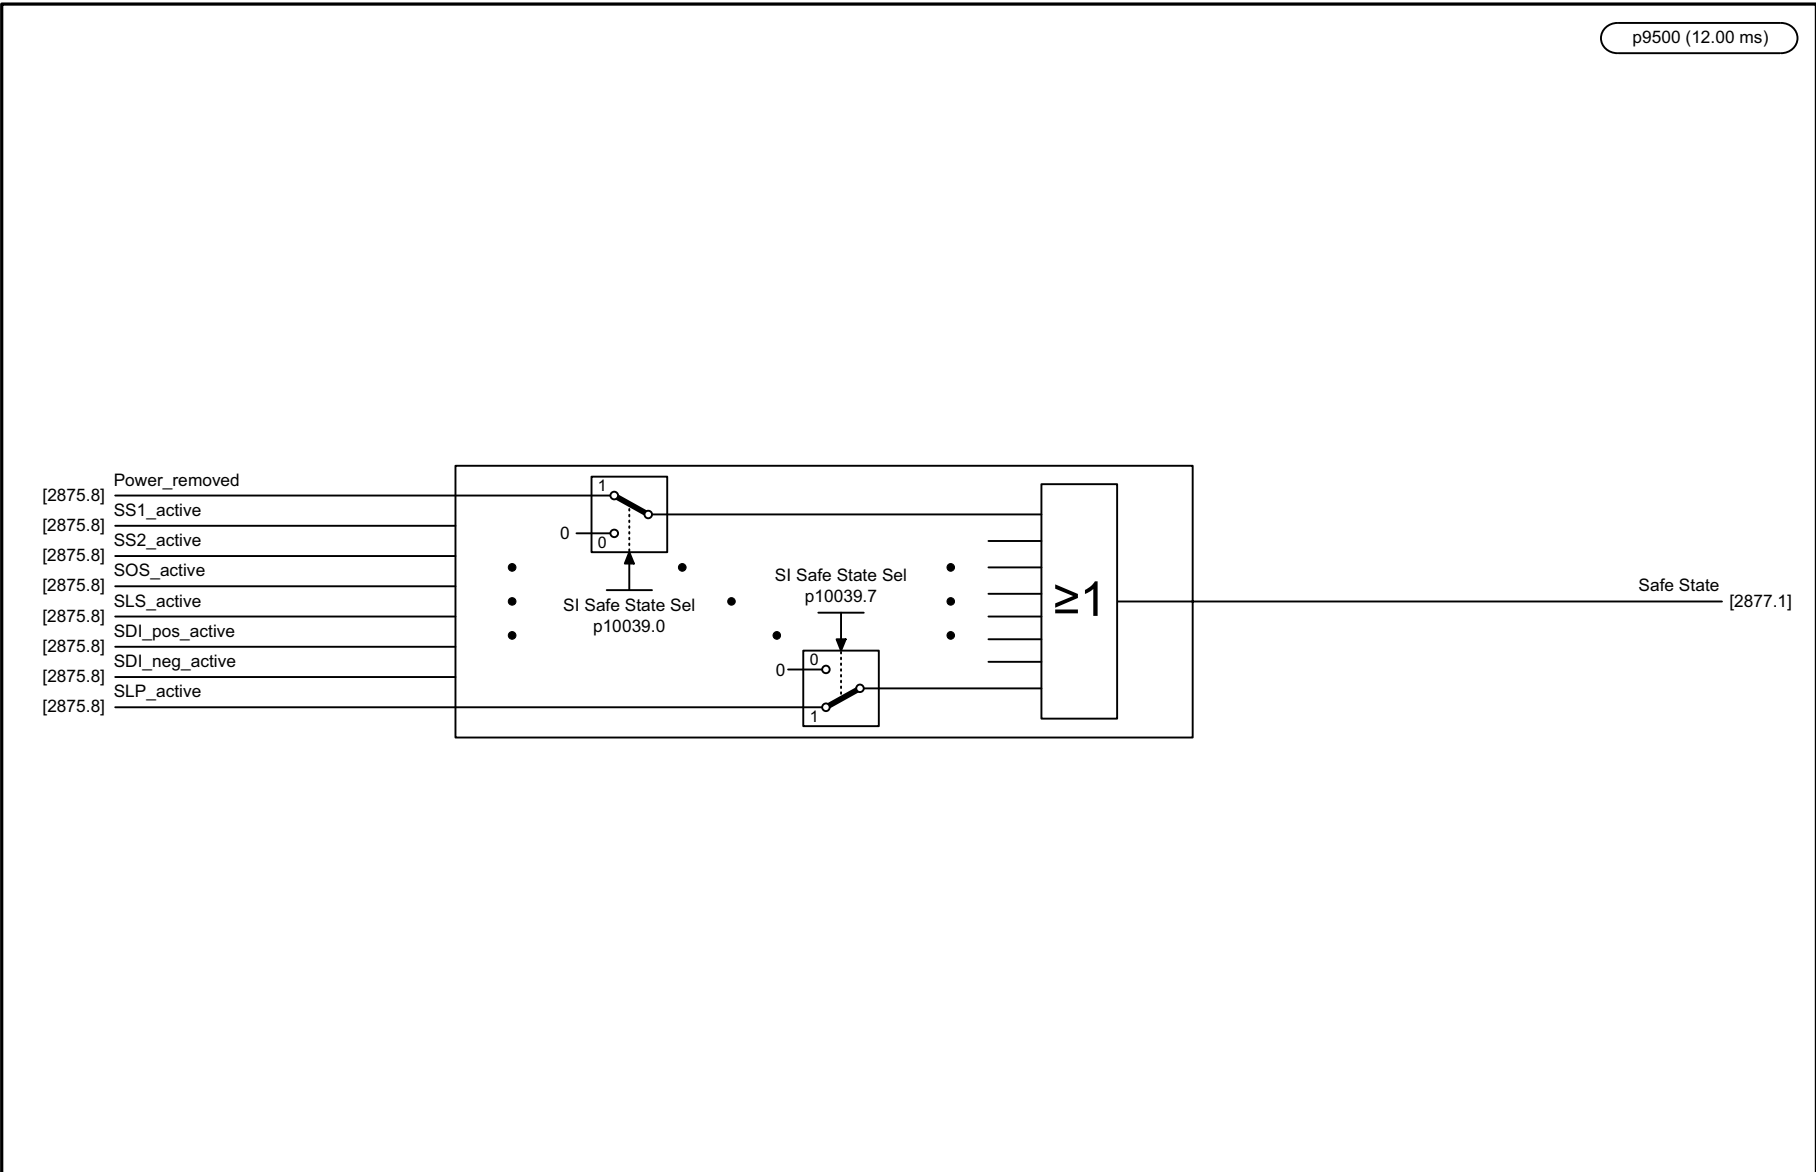 p9500 (12.00 ms)
Power_removed
[2875.8]
SS1_active
[2875.8]
SS2_active
[2875.8]
SOS_active
[2875.8]
SLS_active
[2875.8]
SDI_pos_active
[2875.8]
SDI_neg_active
[2875.8]
SLP_active
[2875.8]
1
0
0
SI Safe State Sel
p10039.0
SI Safe State Sel
p10039.7
0
0
1
≥1
Safe State
[2877.1]